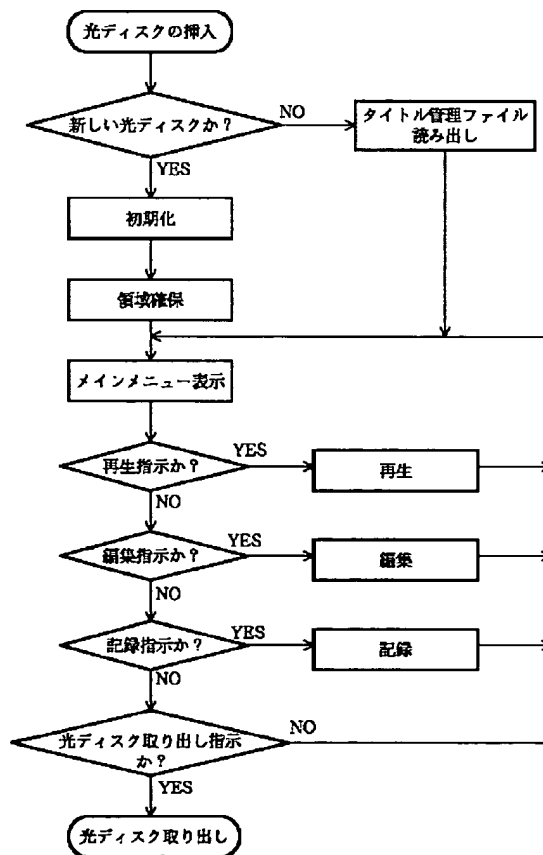 光ディスクの挿入
新しい光ディスクか？
NO
タイトル管理ファイル
読み出し
YES
初期化
領域確保
メインメニュー表示
再生指示か？
YES
再生
NO
編集指示か？
YES
編集
NO
記録指示か？
YES
記録
NO
光ディスク取り出し指示
か？
NO
YES
光ディスク取り出し